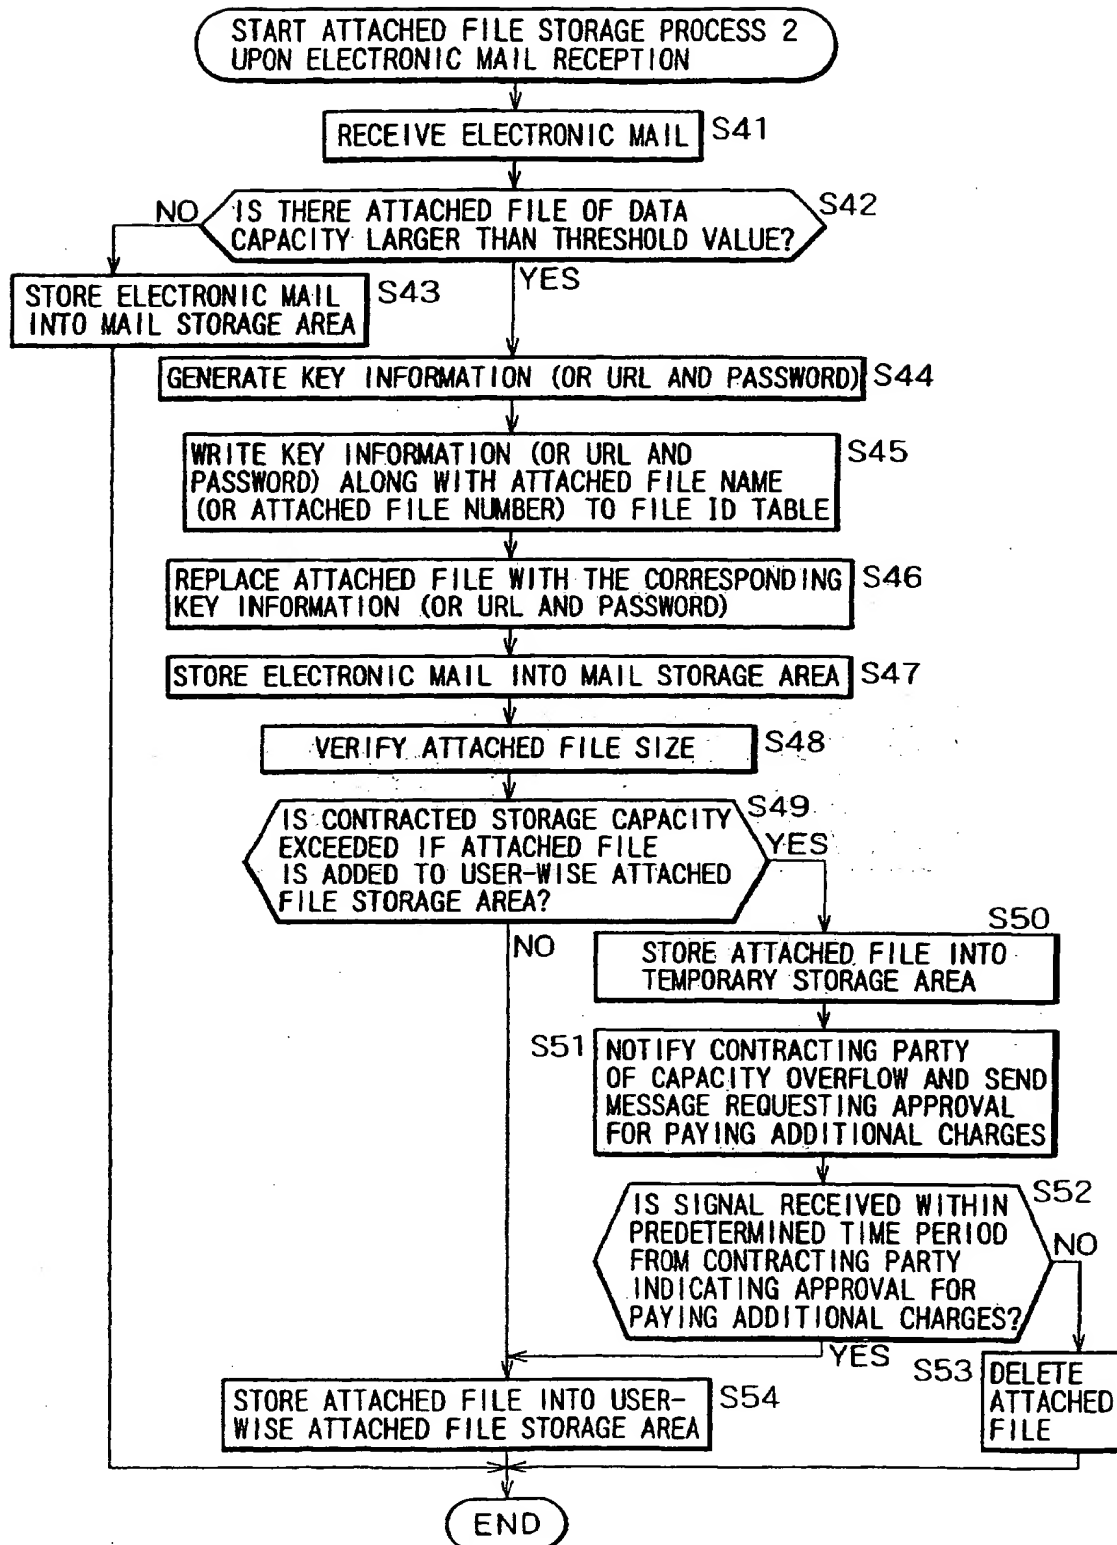 START ATTACHED FILE STORAGE PROCESS 2
UPON ELECTRONIC MAIL RECEPTION
RECEIVE ELECTRONIC MAIL
S41
IS THERE ATTACHED FILE OF DATA
CAPACITY LARGER THAN THRESHOLD VALUE?
S42
NO
YES
STORE ELECTRONIC MAIL
INTO MAIL STORAGE AREA
S43
GENERATE KEY INFORMATION (OR URL AND PASSWORD)
S44
WRITE KEY INFORMATION (OR URL AND
PASSWORD) ALONG WITH ATTACHED FILE NAME
(OR ATTACHED FILE NUMBER) TO FILE ID TABLE
S45
REPLACE ATTACHED FILE WITH THE CORRESPONDING
KEY INFORMATION (OR URL AND PASSWORD)
S46
STORE ELECTRONIC MAIL INTO MAIL STORAGE AREA
S47
VERIFY ATTACHED FILE SIZE
S48
IS CONTRACTED STORAGE CAPACITY
EXCEEDED IF ATTACHED FILE
IS ADDED TO USER-WISE ATTACHED
FILE STORAGE AREA?
S49
YES
NO
S50
STORE ATTACHED FILE INTO
TEMPORARY STORAGE AREA
S51
NOTIFY CONTRACTING PARTY
OF CAPACITY OVERFLOW AND SEND
MESSAGE REQUESTING APPROVAL
FOR PAYING ADDITIONAL CHARGES
S52
IS SIGNAL RECEIVED WITHIN
PREDETERMINED TIME PERIOD
FROM CONTRACTING PARTY
INDICATING APPROVAL FOR
PAYING ADDITIONAL CHARGES?
NO
YES
S53
DELETE
ATTACHED
FILE
STORE ATTACHED FILE INTO USER-
WISE ATTACHED FILE STORAGE AREA
S54
END